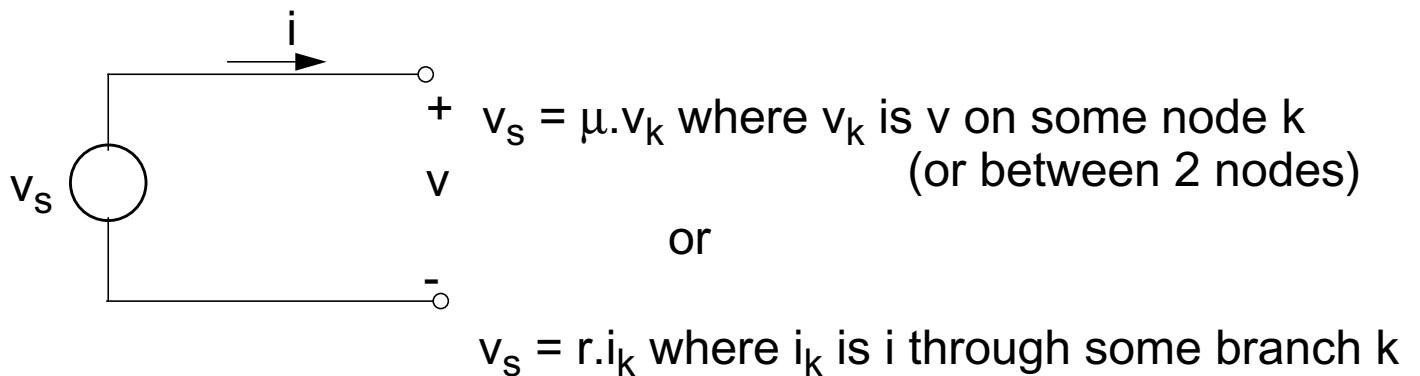 i
+
v_s = μ.v_k where v_k is v on some node k
(or between 2 nodes)
v_s
v
or
-
v_s = r.i_k where i_k is i through some branch k